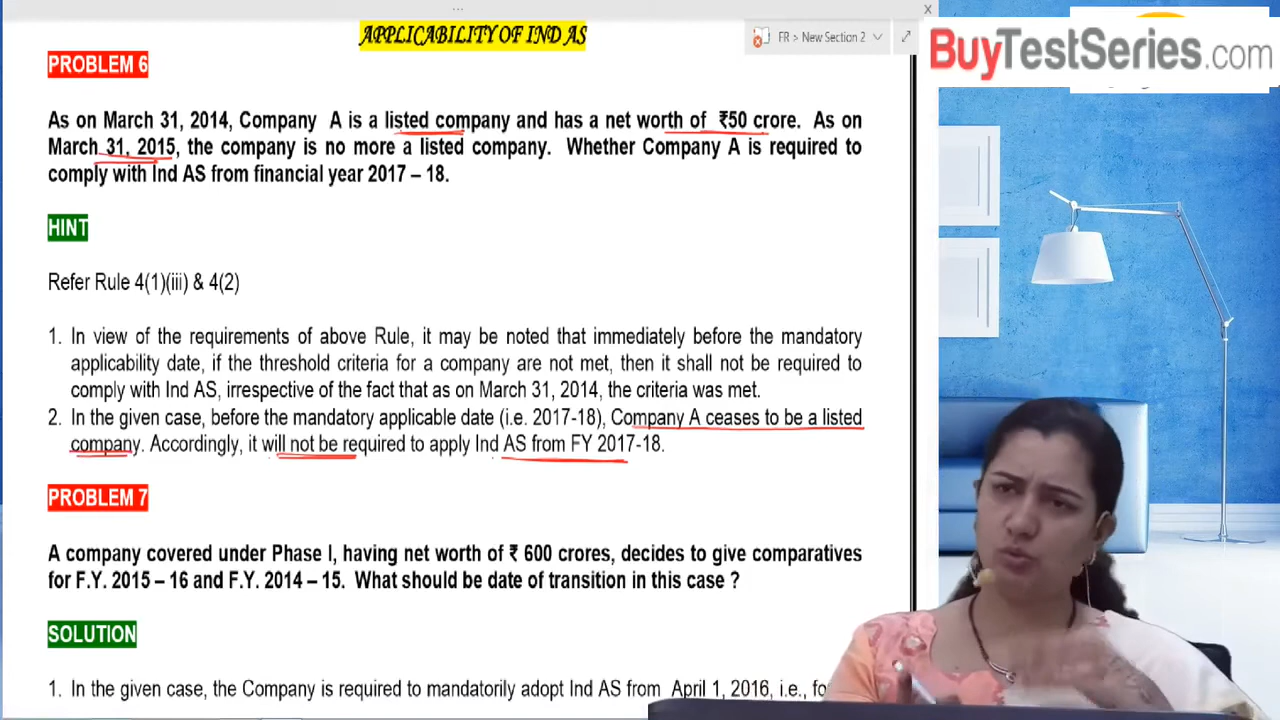 APPLICABILITY OF IND AS
FR > New Section 2
BuyTestSeries.com
PROBLEM 6
As on March 31, 2014, Company A is a listed company and has a net worth of ₹50 crore. As on
March 31, 2015, the company is no more a listed company. Whether Company A is required to
comply with Ind AS from financial year 2017 – 18.
HINT
Refer Rule 4(1)(iii) & 4(2)
1. In view of the requirements of above Rule, it may be noted that immediately before the mandatory
applicability date, if the threshold criteria for a company are not met, then it shall not be required to
comply with Ind AS, irrespective of the fact that as on March 31, 2014, the criteria was met.
2. In the given case, before the mandatory applicable date (i.e. 2017-18), Company A ceases to be a listed
company. Accordingly, it will not be required to apply Ind AS from FY 2017-18.
PROBLEM 7
A company covered under Phase I, having net worth of ₹ 600 crores, decides to give comparatives
for F.Y. 2015 – 16 and F.Y. 2014 – 15. What should be date of transition in this case ?
SOLUTION
1. In the given case, the Company is required to mandatorily adopt Ind AS from April 1, 2016, i.e.,